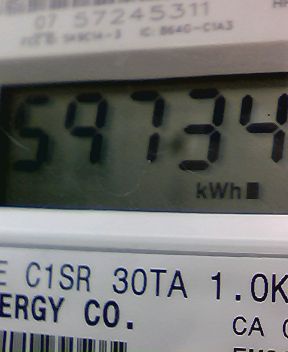 07 57245311
59734
kWh
E C1SR 30TA 1.0K
ERGY CO.
CA